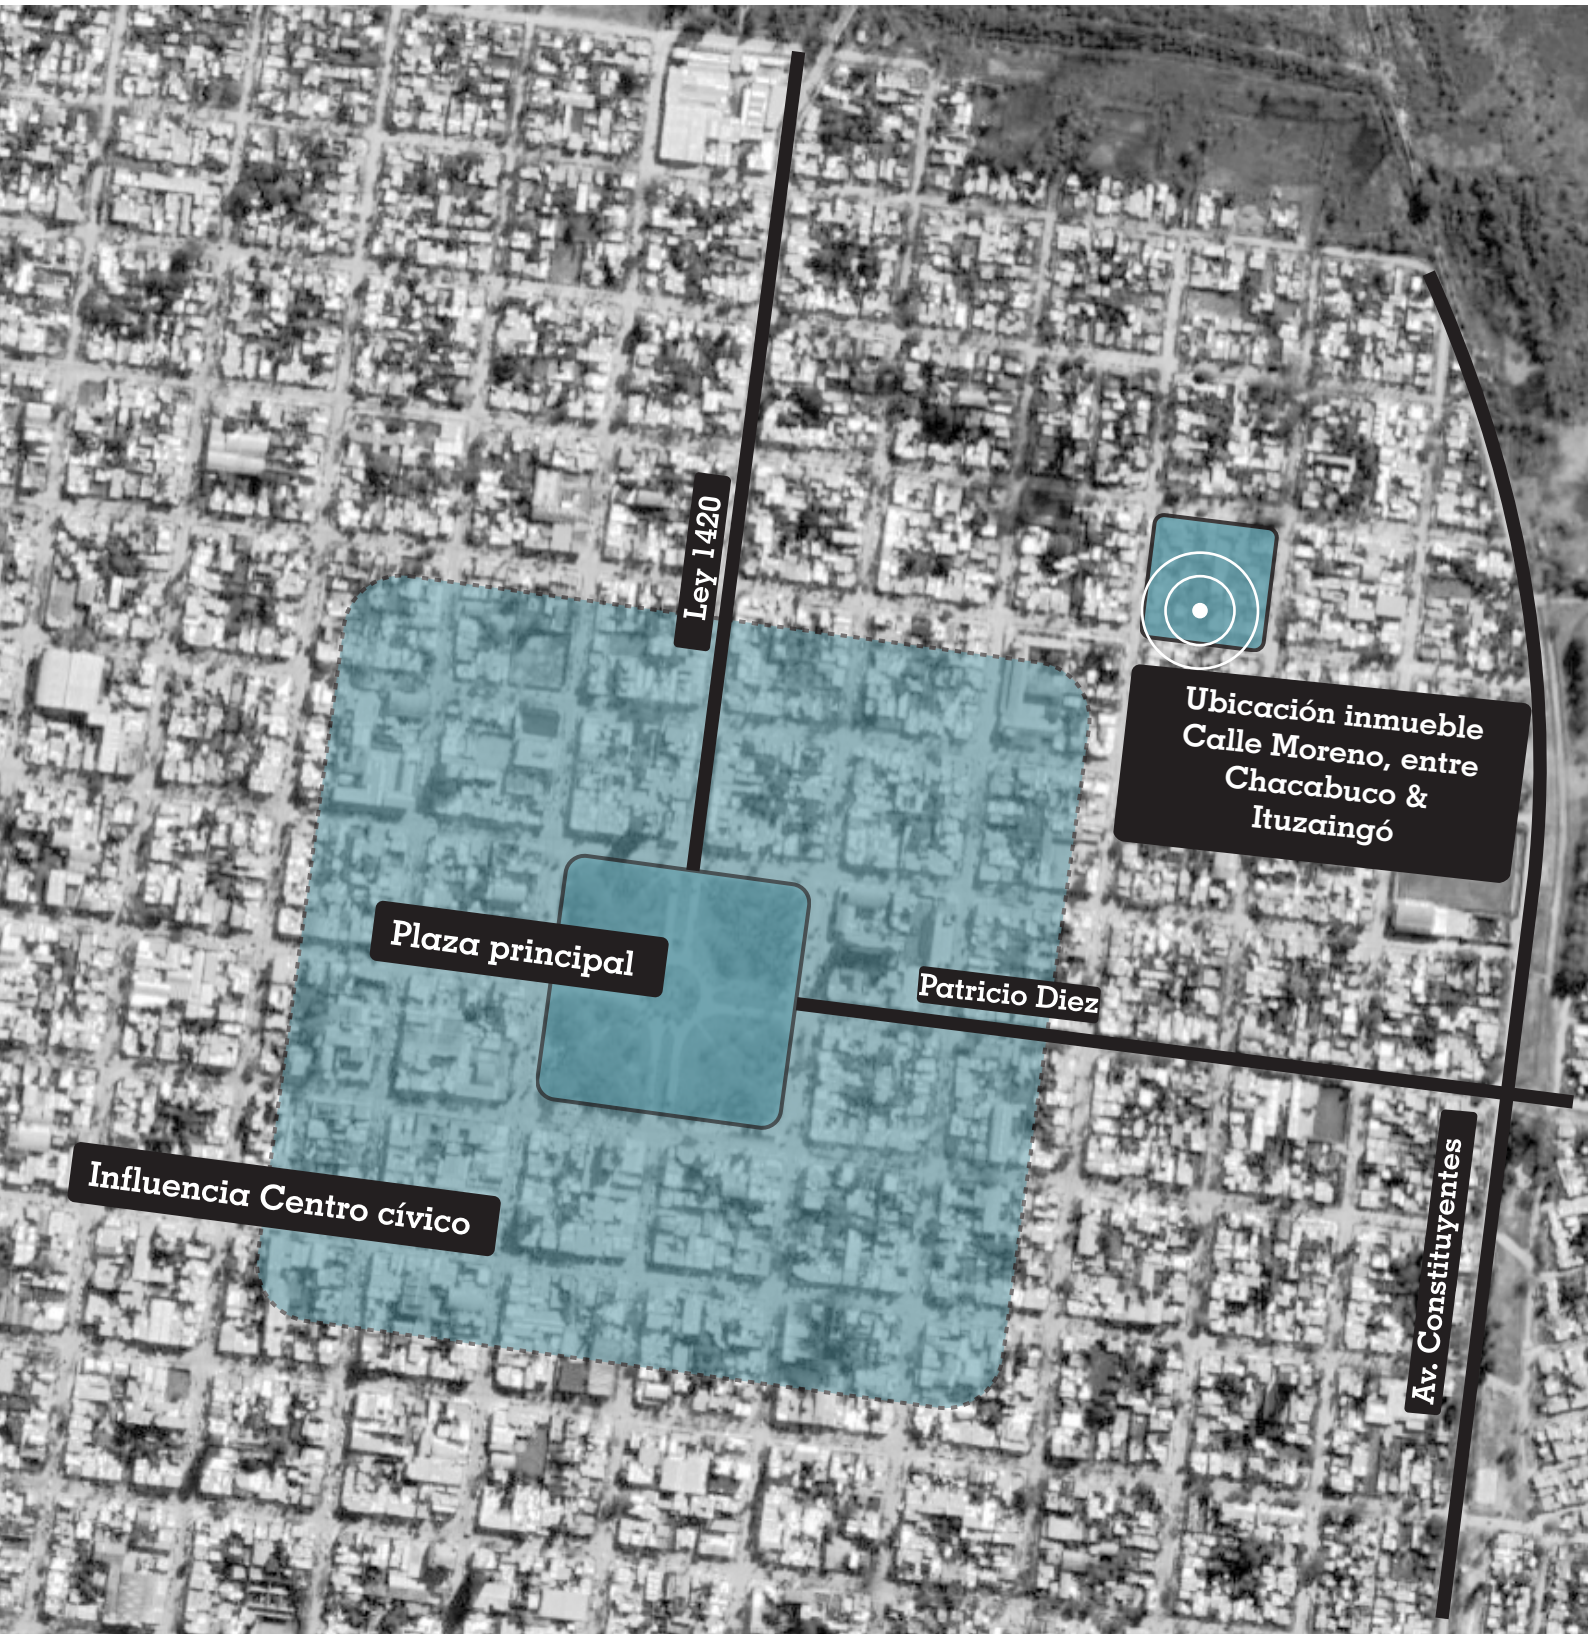 Ley 1420
Ubicación inmueble
Calle Moreno, entre
Chacabuco &
Ituzaingó
Plaza principal
Patricio Diez
Influencia Centro cívico
Av. Constituyentes